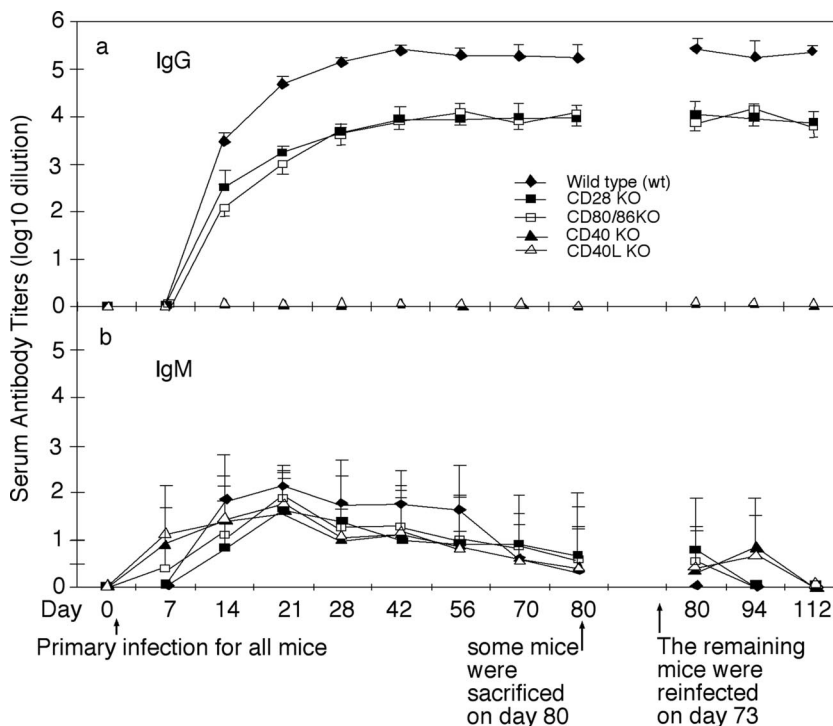 a
IgG
6
5
4
3
2
1
0
Wild type (wt)
CD28 KO
CD80/86KO
CD40 KO
CD40L KO
Serum Antibody Titers (log10 dilution)
b
IgM
5
4
3
2
1
0
Day 0 7 14 21 28 42 56 70 80 80 94 112
Primary infection for all mice
some mice
were
sacrificed
on day 80
The remaining
mice were
reinfected
on day 73